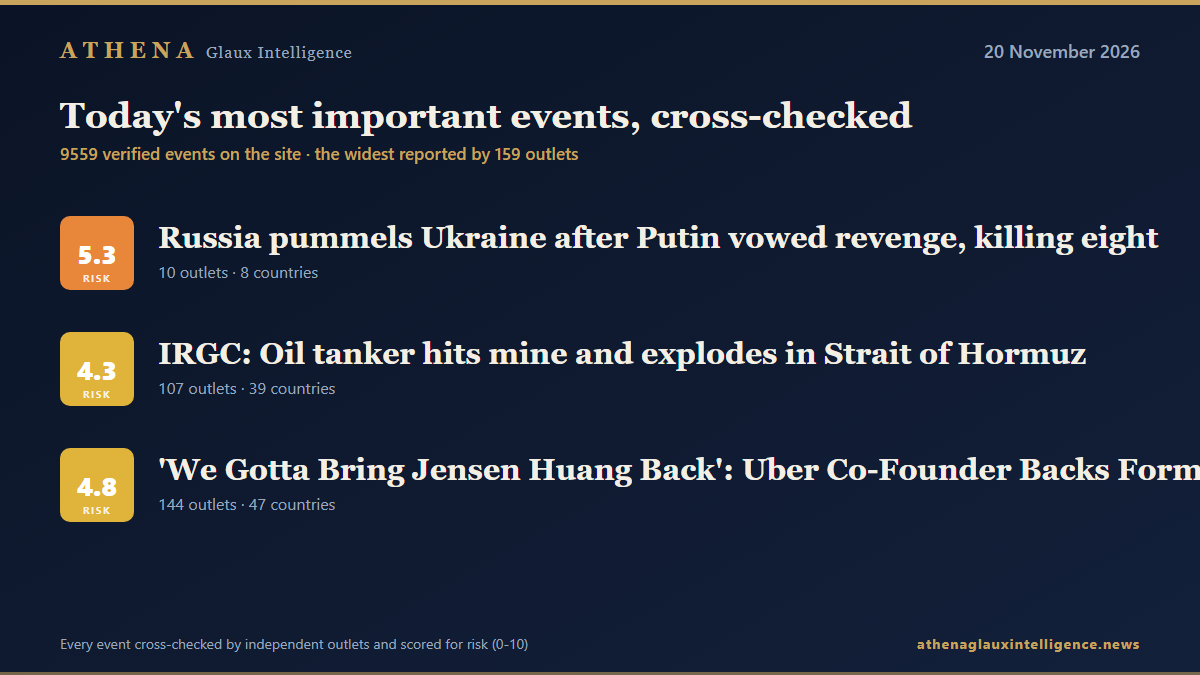 ATHENA Glaux Intelligence
20 November 2026
Today's most important events, cross-checked
9559 verified events on the site · the widest reported by 159 outlets
5.3
RISK
Russia pummels Ukraine after Putin vowed revenge, killing eight
10 outlets · 8 countries
4.3
RISK
IRGC: Oil tanker hits mine and explodes in Strait of Hormuz
107 outlets · 39 countries
4.8
RISK
'We Gotta Bring Jensen Huang Back': Uber Co-Founder Backs Form
144 outlets · 47 countries
Every event cross-checked by independent outlets and scored for risk (0-10)
athenaglauxintelligence.news